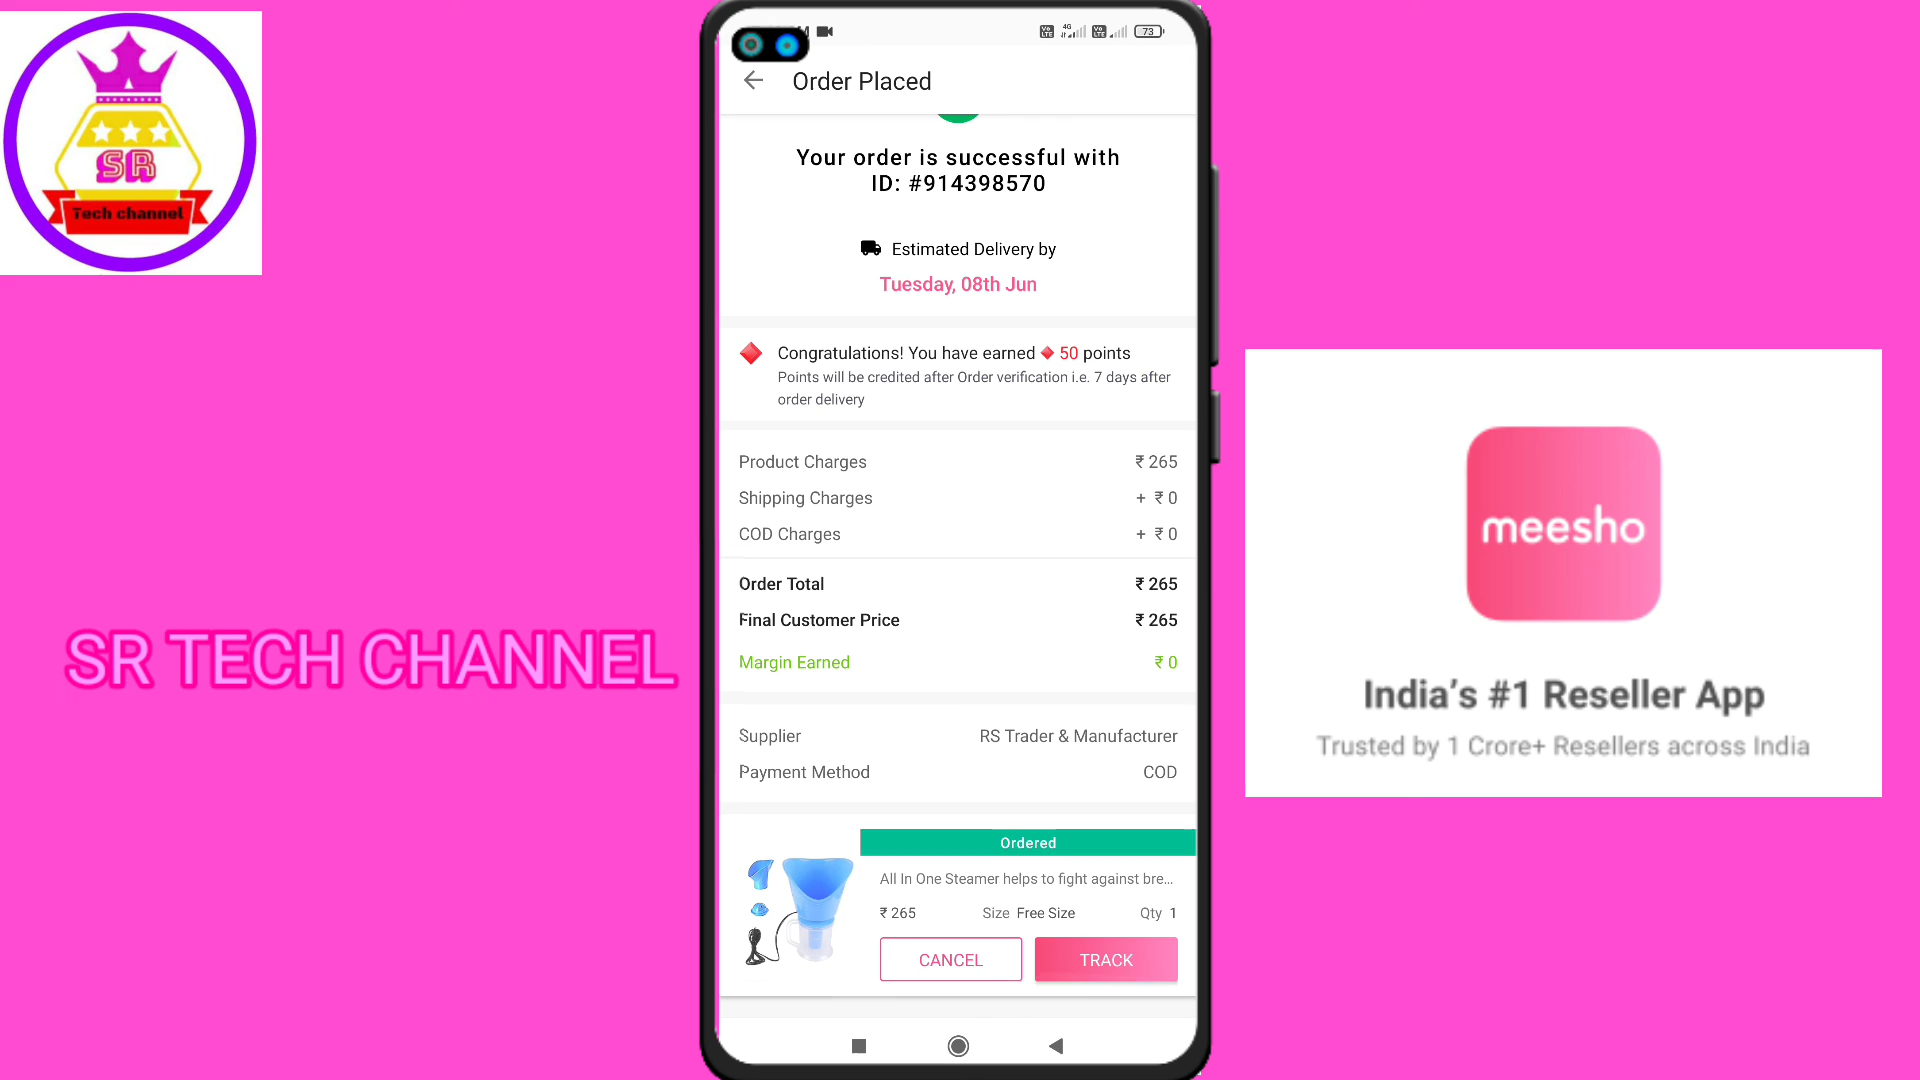 SR
Tech channel
SR TECH CHANNEL
4G
73
Order Placed
Your order is successful with
ID: #914398570
Estimated Delivery by
Tuesday, 08th Jun
Congratulations! You have earned 50 points
Points will be credited after Order verification i.e. 7 days after
order delivery
Product Charges ₹ 265
Shipping Charges + ₹ 0
COD Charges + ₹ 0
Order Total ₹ 265
Final Customer Price ₹ 265
Margin Earned ₹ 0
Supplier RS Trader & Manufacturer
Payment Method COD
Ordered
All In One Steamer helps to fight against bre...
₹ 265 Size Free Size Qty 1
CANCEL TRACK
meesho
India's #1 Reseller App
Trusted by 1 Crore+ Resellers across India